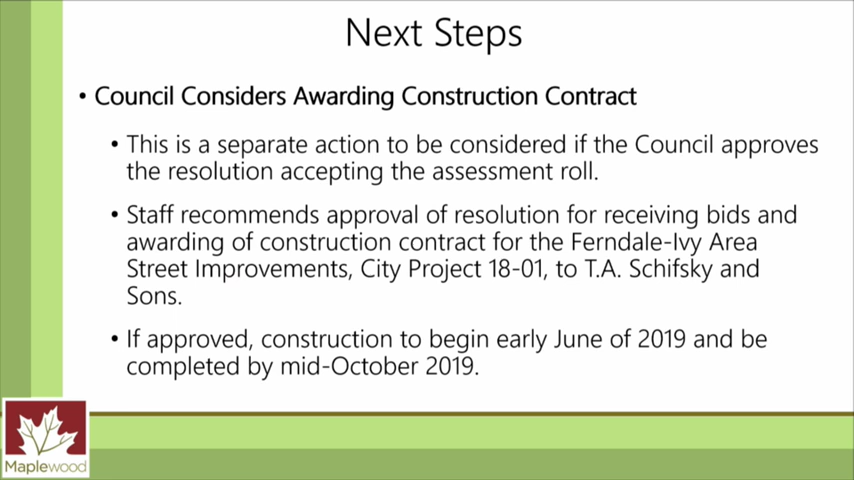 Next Steps
• Council Considers Awarding Construction Contract
• This is a separate action to be considered if the Council approves
the resolution accepting the assessment roll.
• Staff recommends approval of resolution for receiving bids and
awarding of construction contract for the Ferndale-Ivy Area
Street Improvements, City Project 18-01, to T.A. Schifsky and
Sons.
• If approved, construction to begin early June of 2019 and be
completed by mid-October 2019.
Maplewood